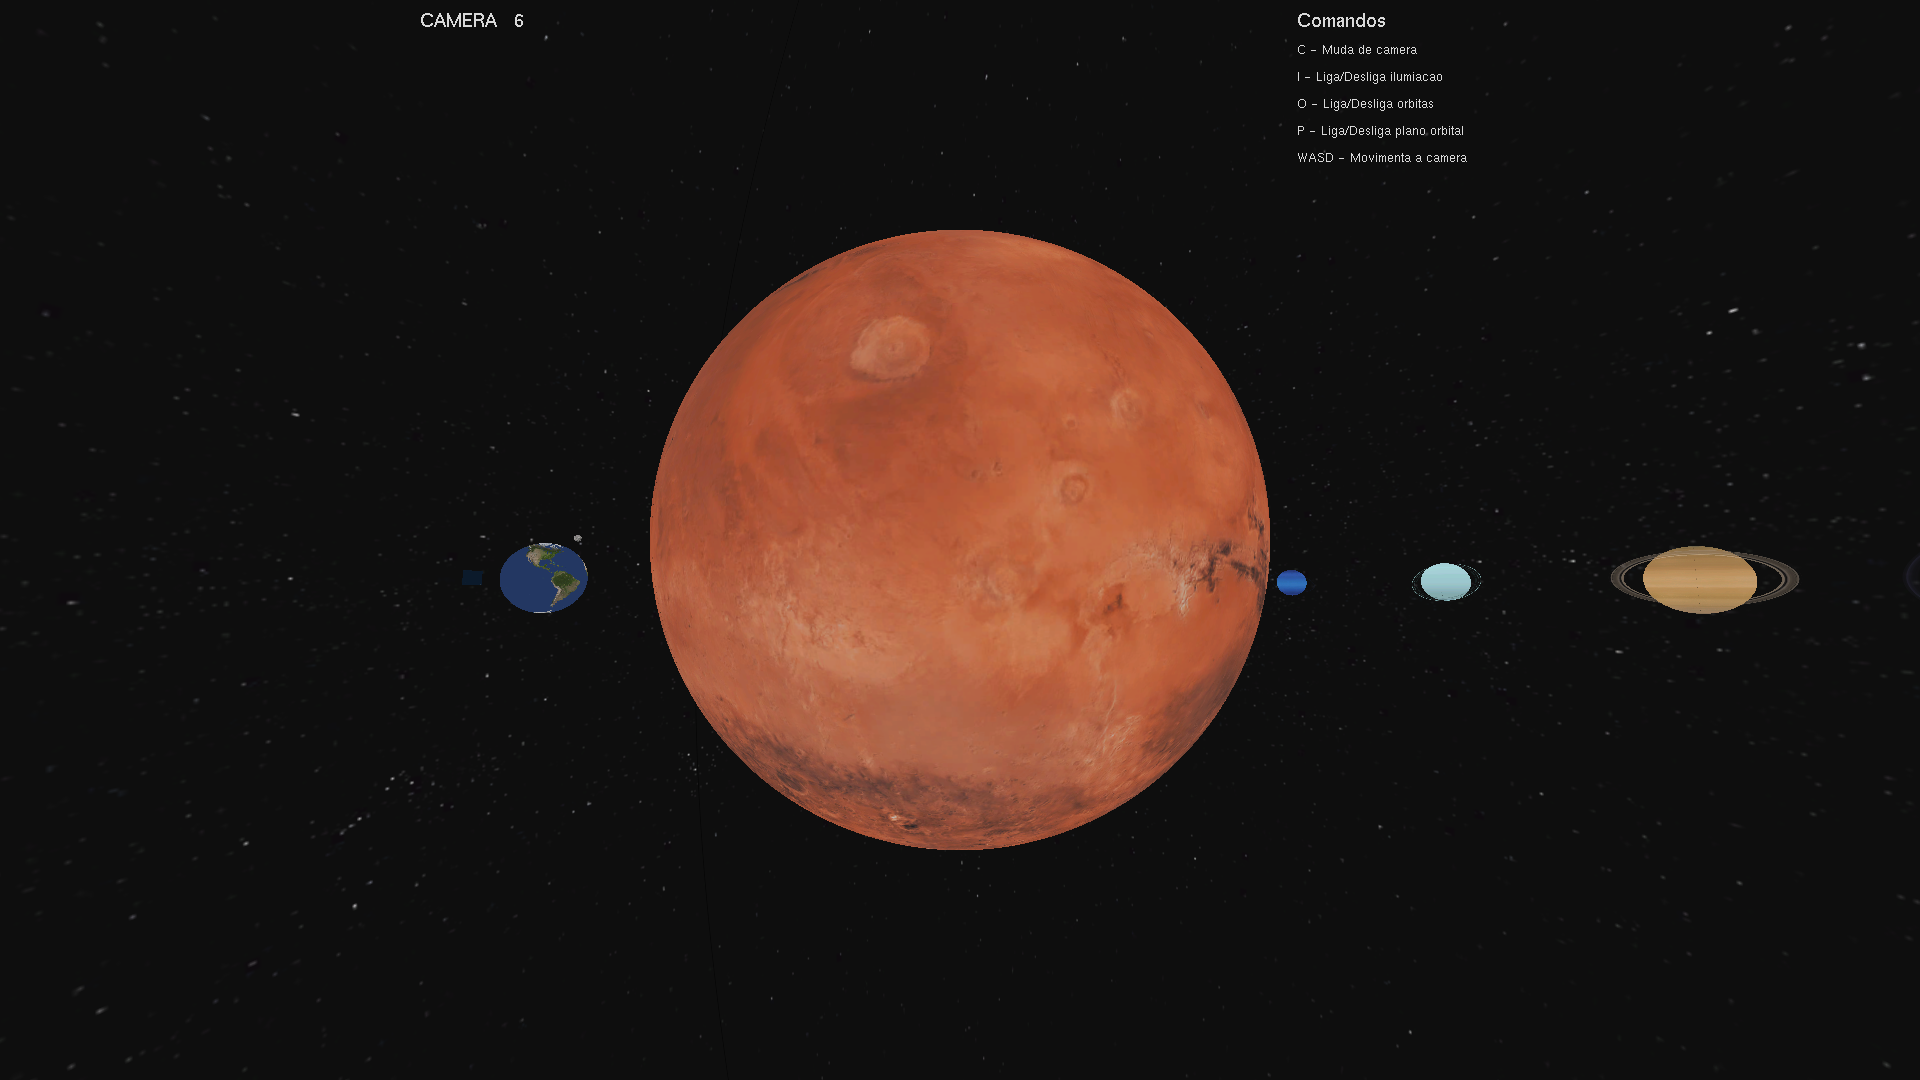 CAMERA 6
Comandos
C - Muda de camera
I - Liga/Desliga ilumiacao
O - Liga/Desliga orbitas
P - Liga/Desliga plano orbital
WASD - Movimenta a camera